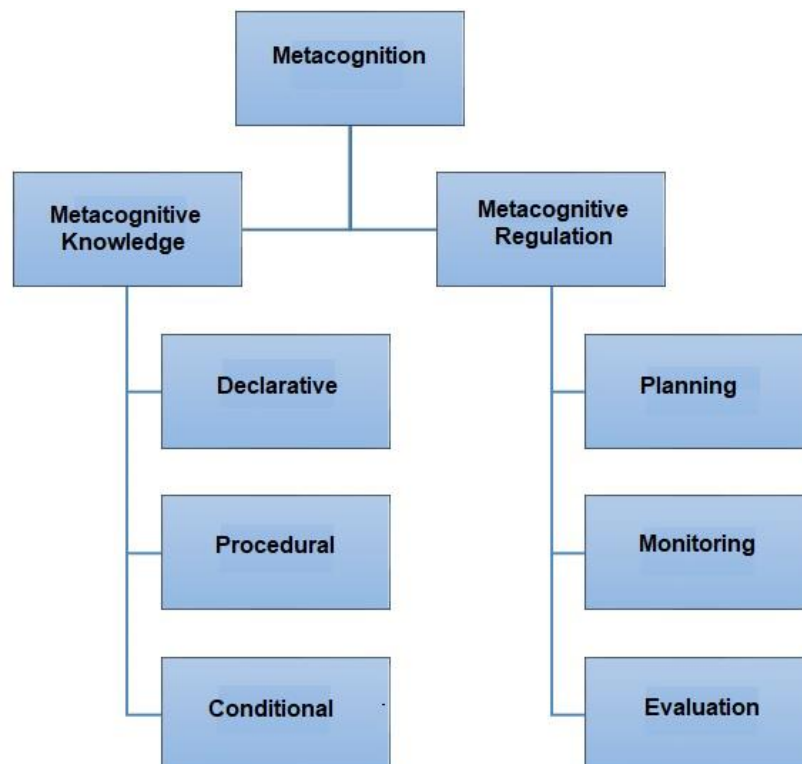 Metacognition
Metacognitive
Knowledge
Metacognitive
Regulation
Declarative
Planning
Procedural
Monitoring
Conditional
Evaluation